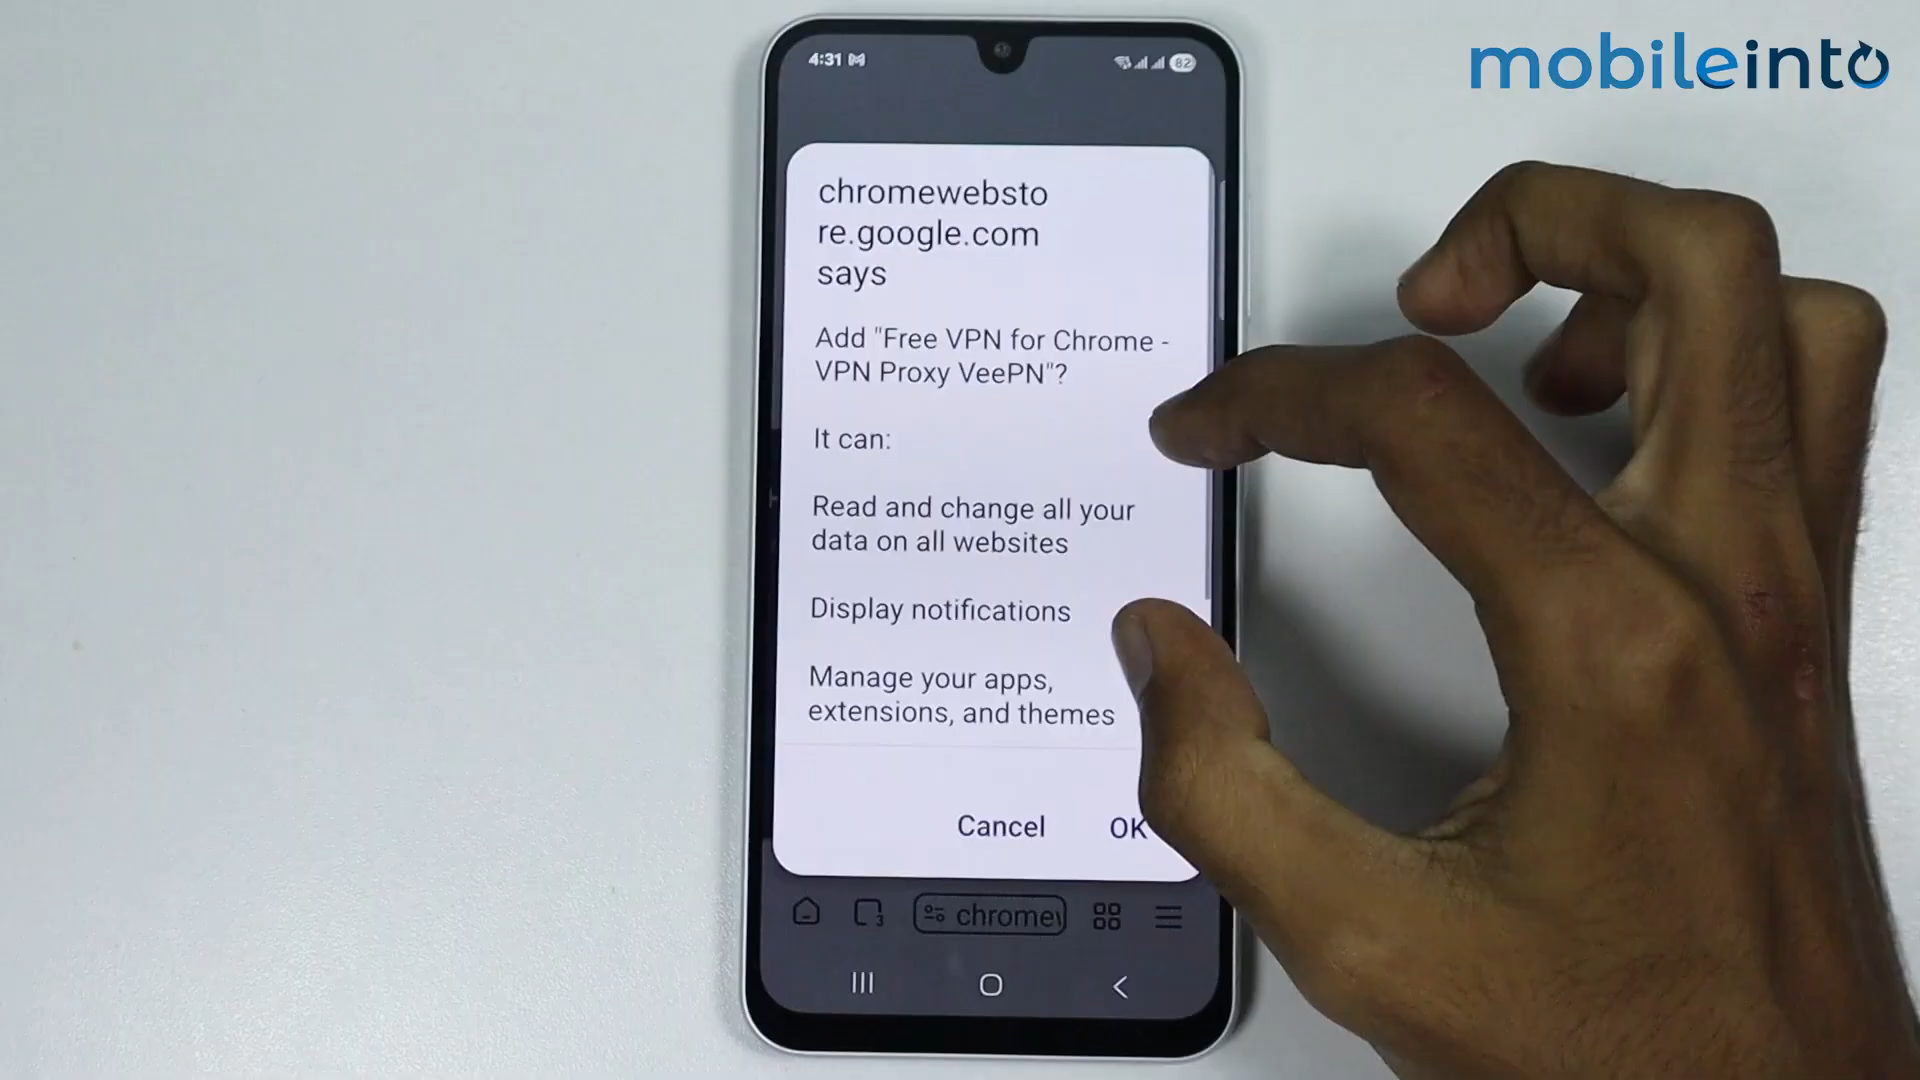 mobileinto
4:31
82
chromewebsto
re.google.com
says
Add "Free VPN for Chrome -
VPN Proxy VeePN"?
It can:
Read and change all your
data on all websites
Display notifications
Manage your apps,
extensions, and themes
Cancel OK
3 chromew